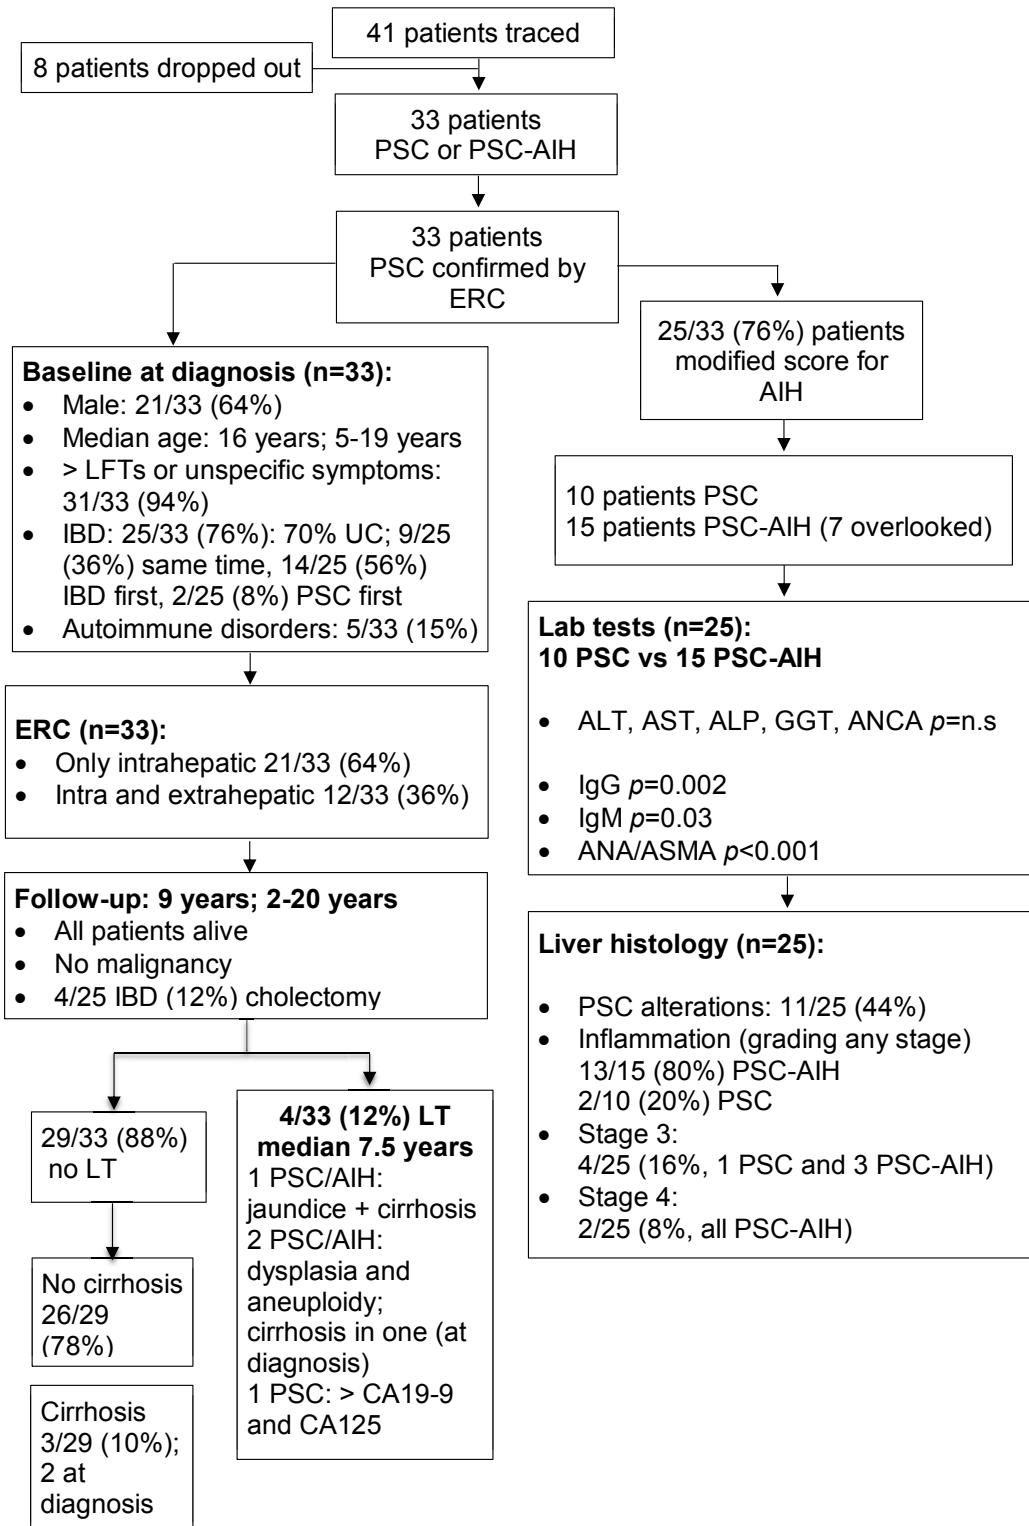 41 patients traced
8 patients dropped out
33 patients
PSC or PSC-AIH
33 patients
PSC confirmed by
ERC
Baseline at diagnosis (n=33):
• Male: 21/33 (64%)
• Median age: 16 years; 5-19 years
• > LFTs or unspecific symptoms:
31/33 (94%)
• IBD: 25/33 (76%): 70% UC; 9/25
(36%) same time, 14/25 (56%)
IBD first, 2/25 (8%) PSC first
• Autoimmune disorders: 5/33 (15%)
ERC (n=33):
• Only intrahepatic 21/33 (64%)
• Intra and extrahepatic 12/33 (36%)
Follow-up: 9 years; 2-20 years
• All patients alive
• No malignancy
• 4/25 IBD (12%) cholectomy
29/33 (88%)
no LT
No cirrhosis
26/29
(78%)
Cirrhosis
3/29 (10%);
2 at
diagnosis
4/33 (12%) LT
median 7.5 years
1 PSC/AIH:
jaundice + cirrhosis
2 PSC/AIH:
dysplasia and
aneuploidy;
cirrhosis in one (at
diagnosis)
1 PSC: > CA19-9
and CA125
25/33 (76%) patients
modified score for
AIH
10 patients PSC
15 patients PSC-AIH (7 overlooked)
Lab tests (n=25):
10 PSC vs 15 PSC-AIH
• ALT, AST, ALP, GGT, ANCA p=n.s
• IgG p=0.002
• IgM p=0.03
• ANA/ASMA p<0.001
Liver histology (n=25):
• PSC alterations: 11/25 (44%)
• Inflammation (grading any stage)
13/15 (80%) PSC-AIH
2/10 (20%) PSC
• Stage 3:
4/25 (16%, 1 PSC and 3 PSC-AIH)
• Stage 4:
2/25 (8%, all PSC-AIH)